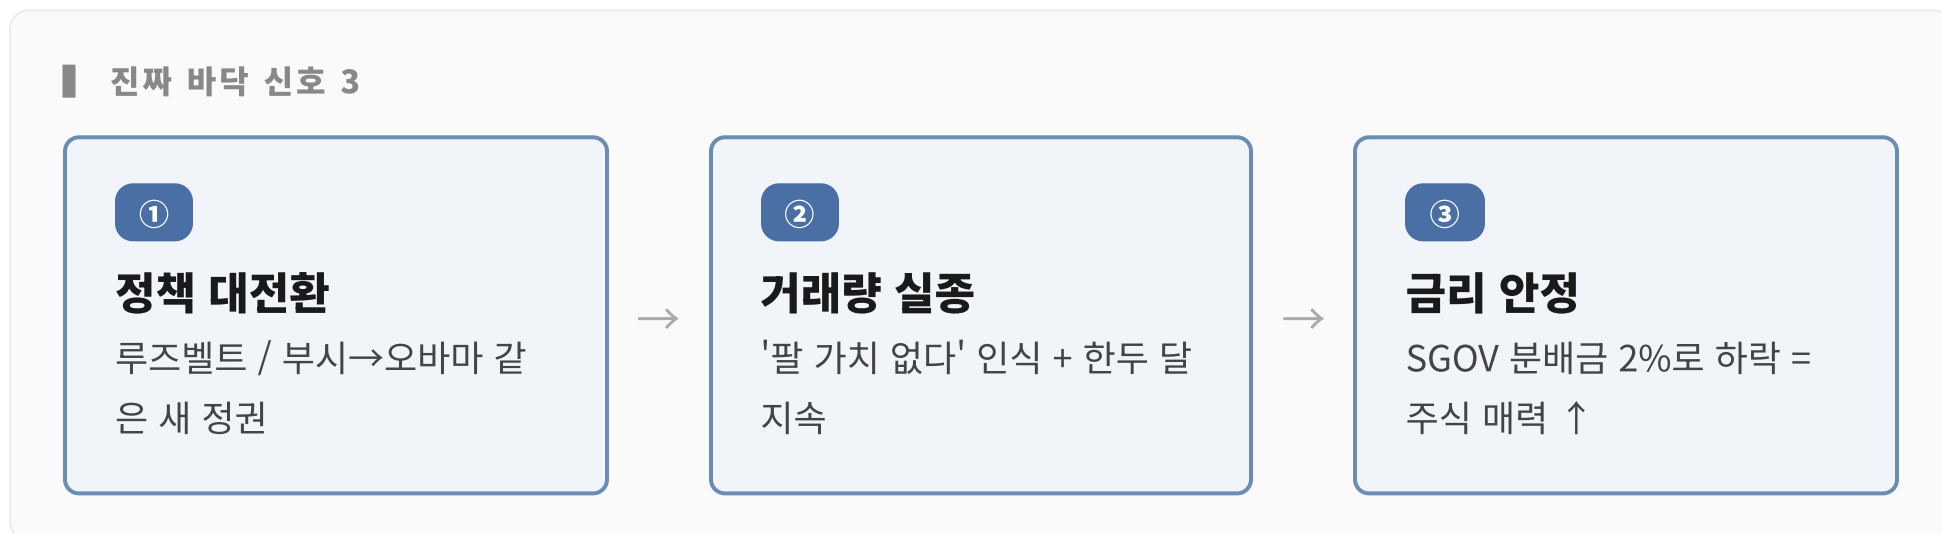 진짜 바닥 신호 3
①
정책 대전환
루즈벨트 / 부시→오바마 같
은 새 정권
→
②
거래량 실종
'팔 가치 없다' 인식 + 한두 달
지속
→
③
금리 안정
SGOV 분배금 2%로 하락 =
주식 매력 ↑